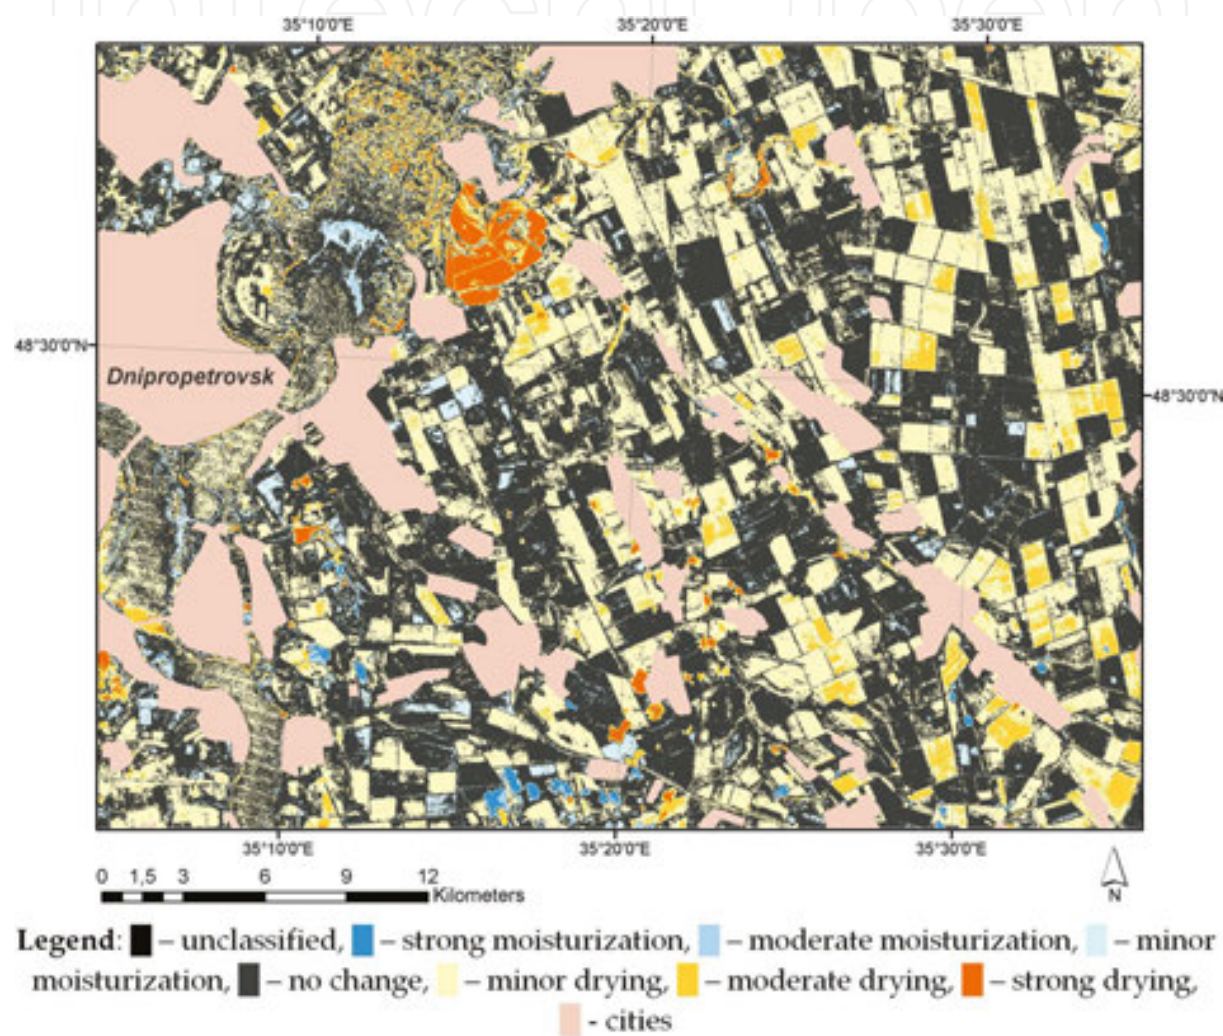 35°10'0"E 35°20'0"E 35°30'0"E
48°30'0"N
Dnipropetrovsk
48°30'0"N
35°10'0"E 35°20'0"E 35°30'0"E
0 1,5 3 6 9 12
Kilometers
N
Legend: – unclassified, – strong moisturization, – moderate moisturization, – minor
moisturization, – no change, – minor drying, – moderate drying, – strong drying,
- cities